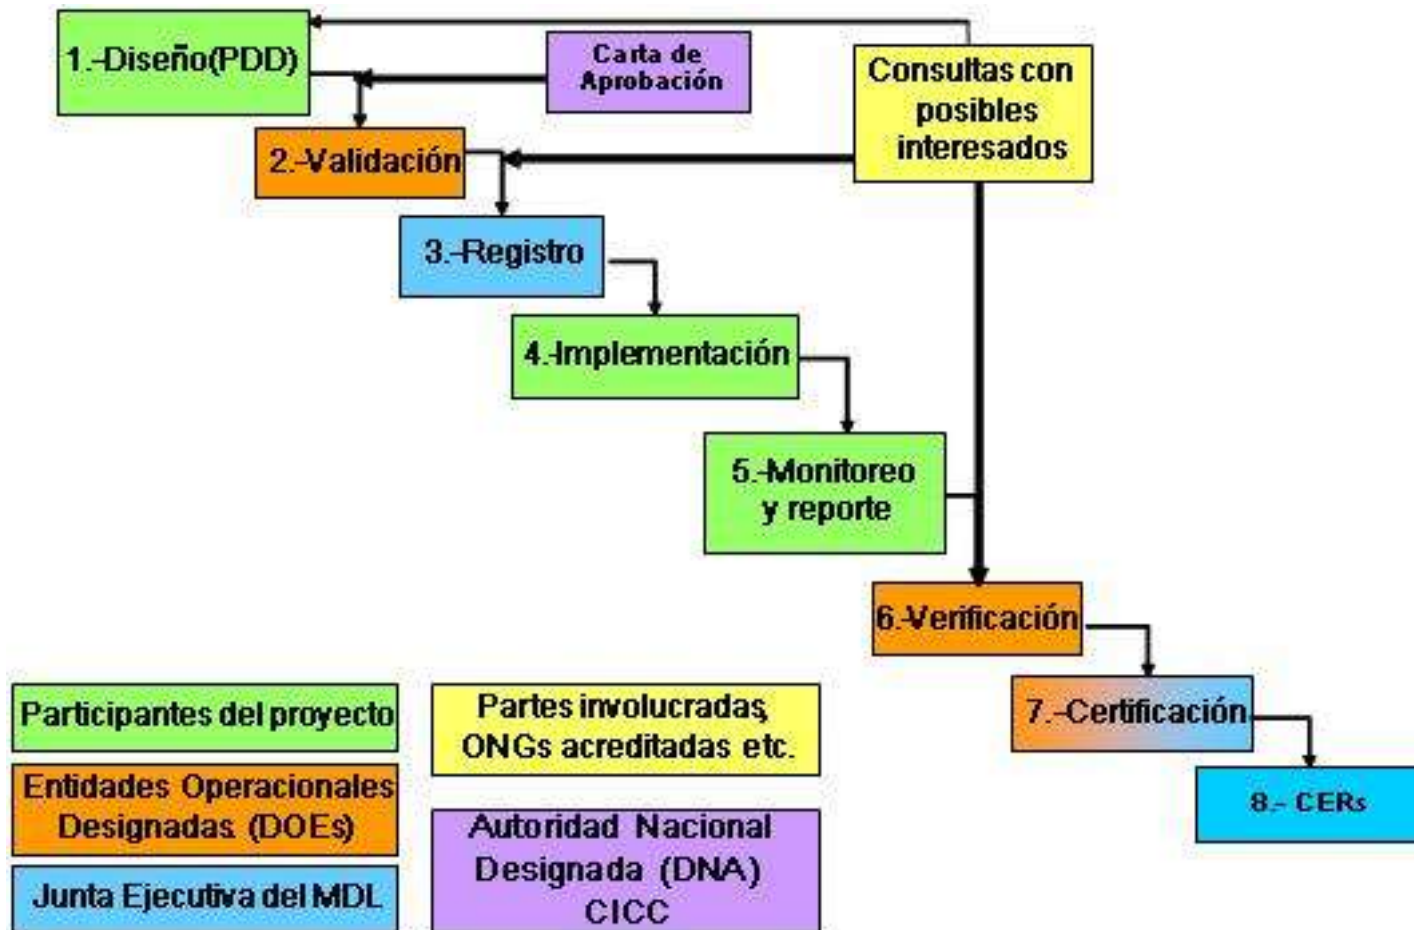 1.-Diseño(PDD)
Carta de
Aprobación
Consultas con
posibles
interesados
2.-Validación
3.-Registro
4.-Implementación
5.-Monitoreo
y reporte
6.-Verificación
7.-Certificación
8.- CERs
Participantes del proyecto
Entidades Operacionales
Designadas (DOEs)
Junta Ejecutiva del MDL
Partes involucradas,
ONGs acreditadas etc.
Autoridad Nacional
Designada (DNA)
CICC